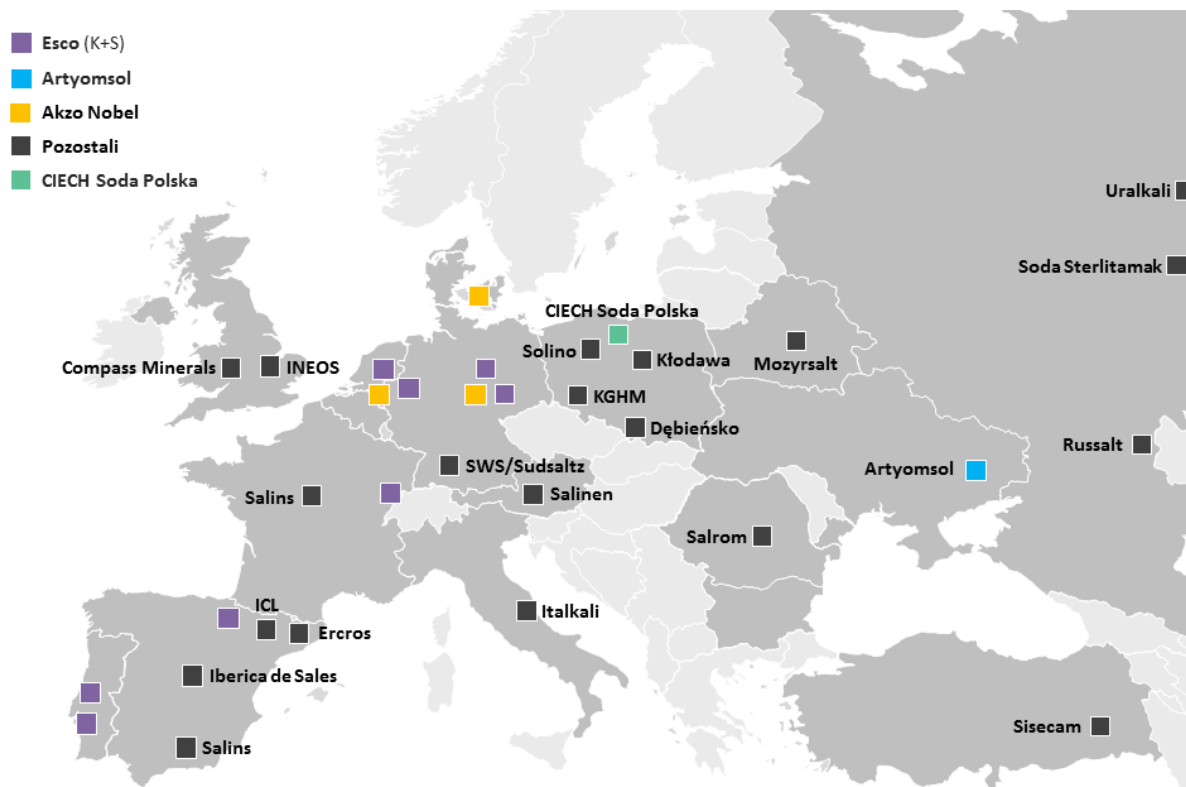 Esco (K+S)
Artyomsol
Akzo Nobel
Pozostali
CIECH Soda Polska
Uralkali
Soda Sterlitamak
CIECH Soda Polska
Solino
Kłodawa
Mozyrsalt
Compass Minerals
INEOS
KGHM
Dębieńsko
Russalt
SWS/Sudsaltz
Artyomsol
Salins
Salinen
Salrom
ICL
Italkali
Ercros
Iberica de Sales
Sisecam
Salins